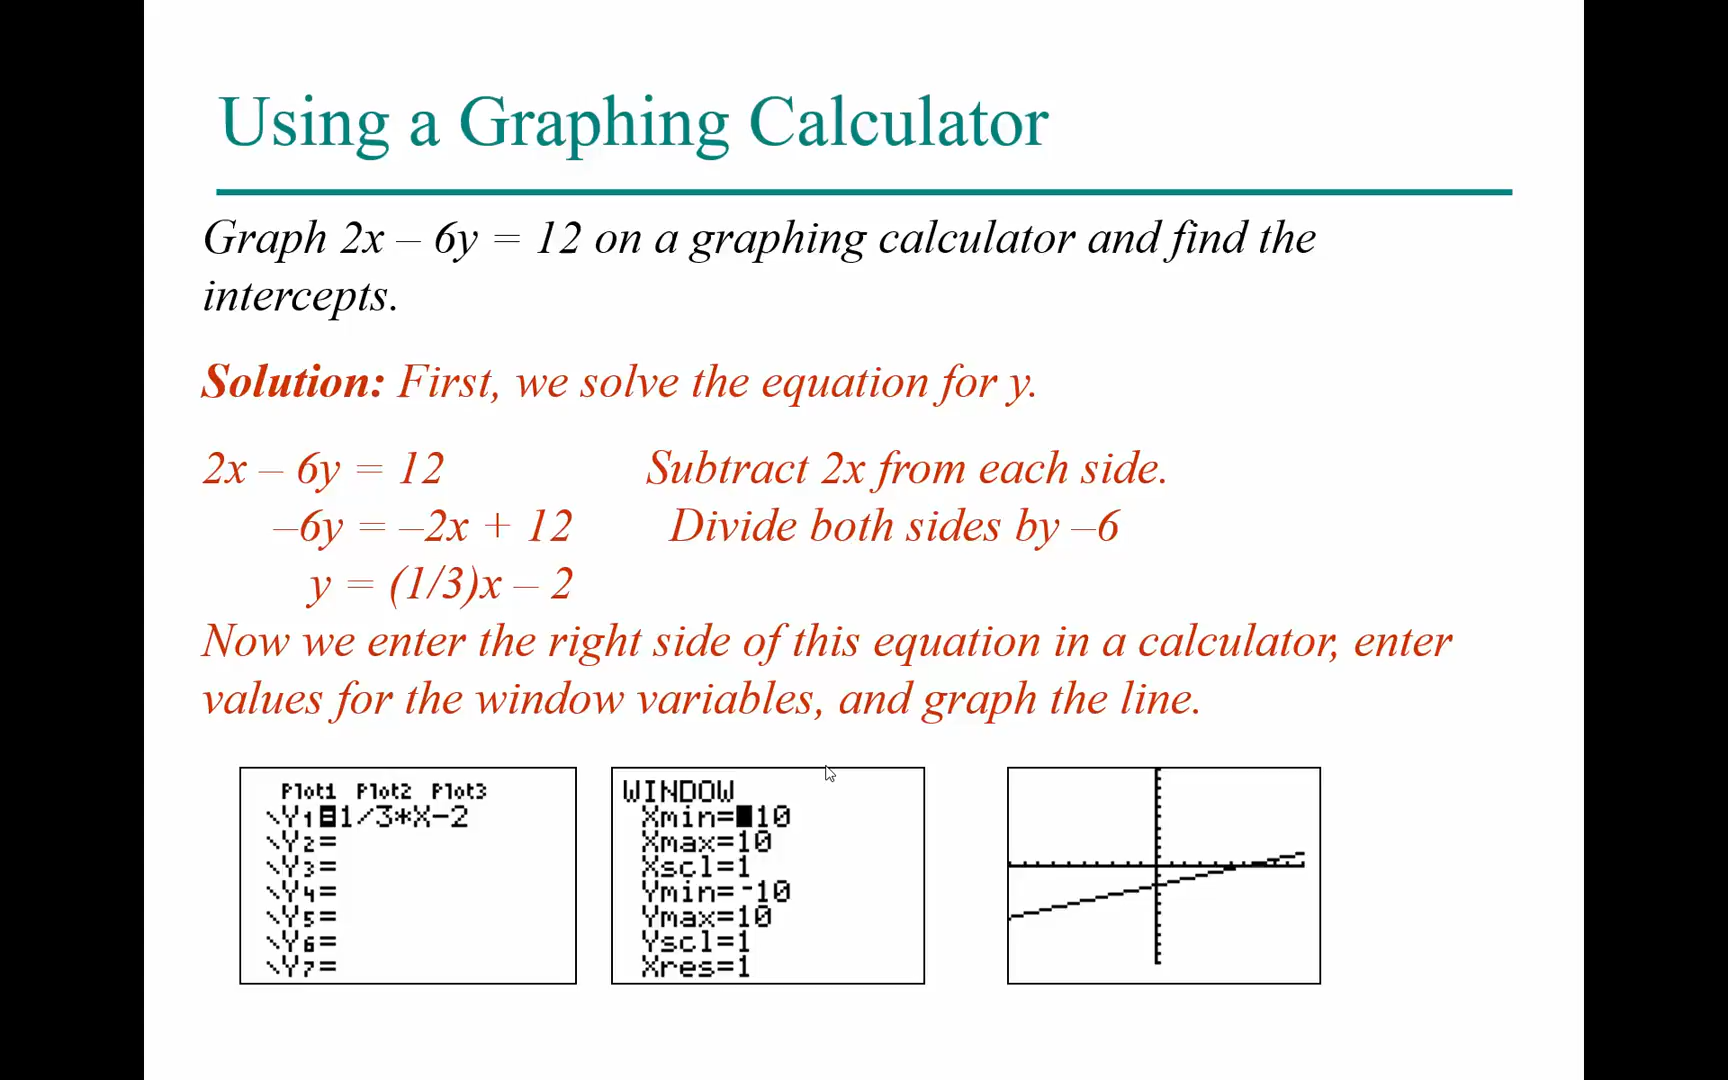 Using a Graphing Calculator
Graph 2x – 6y = 12 on a graphing calculator and find the
intercepts.
Solution: First, we solve the equation for y.
2x – 6y = 12 Subtract 2x from each side.
–6y = –2x + 12 Divide both sides by –6
y = (1/3)x – 2
Now we enter the right side of this equation in a calculator, enter
values for the window variables, and graph the line.
Plot1 Plot2 Plot3
\Y1=1/3*X-2
\Y2=
\Y3=
\Y4=
\Y5=
\Y6=
\Y7=
WINDOW
Xmin=█10
Xmax=10
Xscl=1
Ymin=-10
Ymax=10
Yscl=1
Xres=1